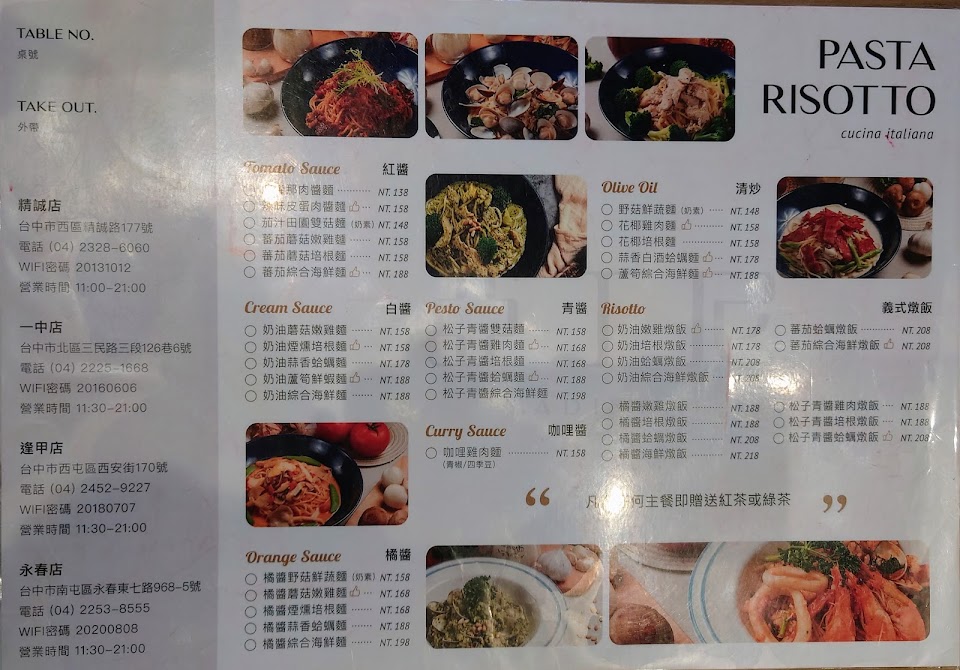 TABLE NO.
桌號
TAKE OUT.
外帶
精誠店
台中市西區精誠路177號
電話 (04) 2328-6060
WIFI密碼 20131012
營業時間 11:00-21:00
一中店
台中市北區三民路三段126巷6號
電話 (04) 2225-1668
WIFI密碼 20160606
營業時間 11:30-21:00
逢甲店
台中市西屯區西安街170號
電話 (04) 2452-9227
WIFI密碼 20180707
營業時間 11:30-21:00
永春店
台中市南屯區永春東七路968-5號
電話 (04) 2253-8555
WIFI密碼 20200808
營業時間 11:30-21:00
PASTA
RISOTTO
cucina italiana
Tomato Sauce 紅醬
肉醬麵 NT. 138
皮蛋肉醬麵 NT. 158
茄汁田園雙菇麵 (奶素) NT. 148
蕃茄蘑菇嫩雞麵 NT. 158
蕃茄蘑菇培根麵 NT. 158
蕃茄綜合海鮮麵 NT. 188
Cream Sauce 白醬
奶油蘑菇嫩雞麵 NT. 158
奶油煙燻培根麵 NT. 158
奶油蒜香蛤蠣麵 NT. 178
奶油蘆筍鮮蝦麵 NT. 188
奶油綜合海鮮麵 NT. 188
Orange Sauce 橘醬
橘醬野菇鮮蔬麵 (奶素) NT. 158
橘醬蘑菇嫩雞麵 NT. 168
橘醬煙燻培根麵 NT. 168
橘醬蒜香蛤蠣麵 NT. 188
橘醬綜合海鮮麵 NT. 198
Pesto Sauce 青醬
松子青醬雙菇麵 NT. 158
松子青醬雞肉麵 NT. 168
松子青醬培根麵 NT. 168
松子青醬蛤蠣麵 NT. 188
松子青醬綜合海鮮麵 NT. 198
Curry Sauce 咖哩醬
咖哩雞肉麵 NT. 158
(青椒/四季豆)
Olive Oil 清炒
野菇鮮蔬麵 (奶素) NT. 148
花椰雞肉麵 NT. 158
花椰培根麵 NT. 158
蒜香白酒蛤蠣麵 NT. 178
蘆筍綜合海鮮麵 NT. 188
Risotto 義式燉飯
奶油嫩雞燉飯 NT. 178
奶油培根燉飯 NT. 178
奶油蛤蠣燉飯 NT. 208
奶油綜合海鮮燉飯 NT. 208
橘醬嫩雞燉飯 NT. 188
橘醬培根燉飯 NT. 188
橘醬蛤蠣燉飯 NT. 208
橘醬海鮮燉飯 NT. 218
蕃茄蛤蠣燉飯 NT. 208
蕃茄綜合海鮮燉飯 NT. 208
松子青醬雞肉燉飯 NT. 188
松子青醬培根燉飯 NT. 188
松子青醬蛤蠣燉飯 NT. 208
“ 凡 何主餐即贈送紅茶或綠茶 ”